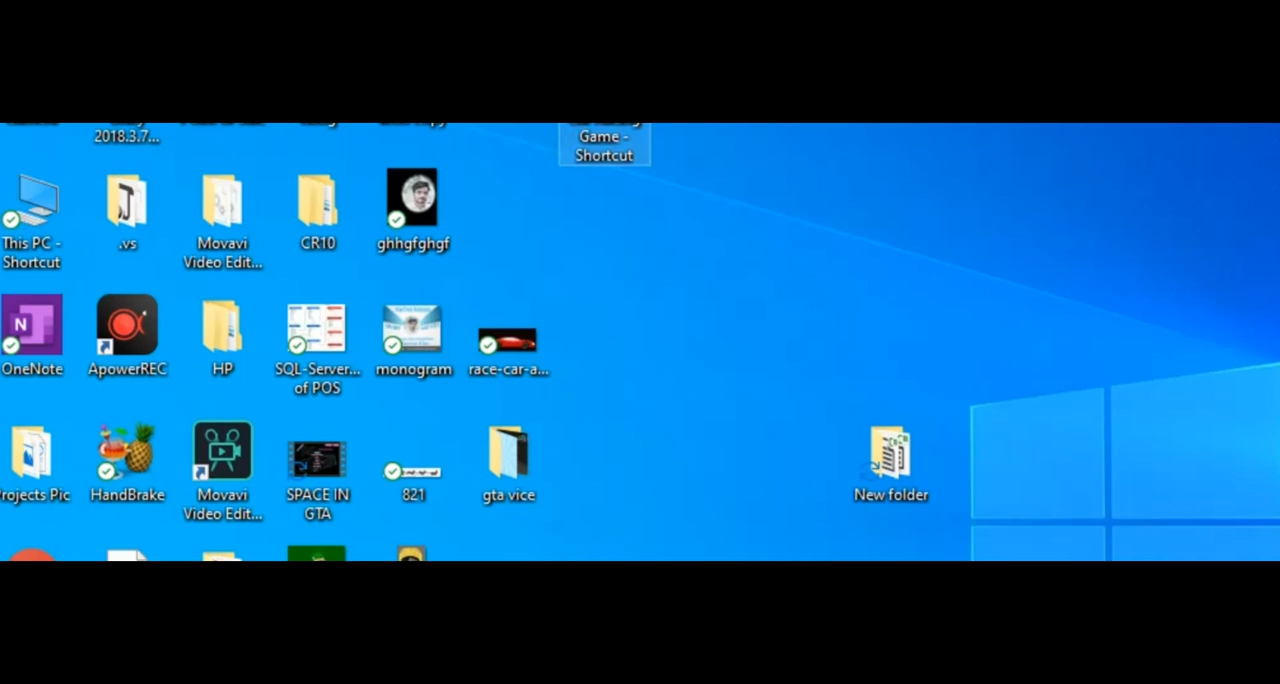 2018.3.7...
Game -
Shortcut
This PC -
Shortcut
.vs
Movavi
Video Edit...
CR10
ghhgfghgf
N
OneNote
ApowerREC
HP
SQL-Server...
of POS
monogram
race-car-a...
rojects Pic
HandBrake
Movavi
Video Edit...
SPACE IN
GTA
821
gta vice
New folder